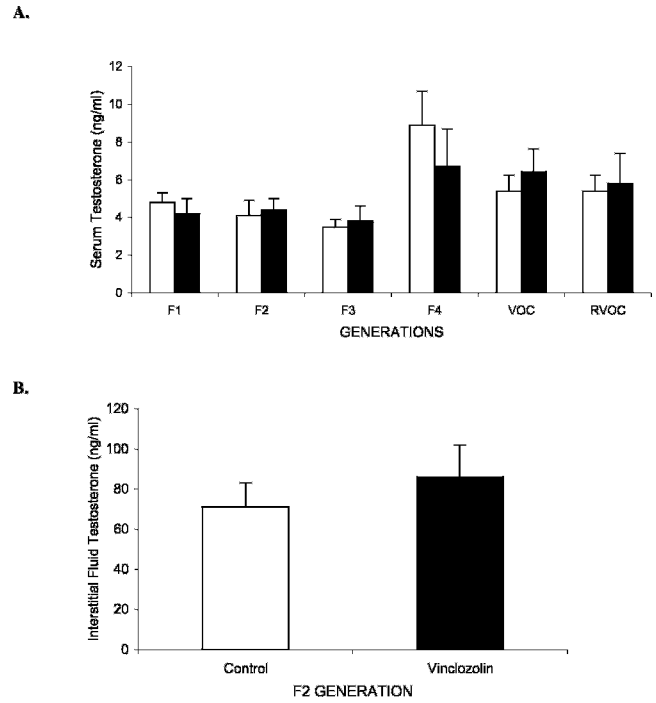 A.
Serum Testosterone (ng/ml)
12
10
8
6
4
2
0
F1 F2 F3 F4 VOC RVOC
GENERATIONS
B.
Interstitial Fluid Testosterone (ng/ml)
120
100
80
60
40
20
0
Control Vinclozolin
F2 GENERATION